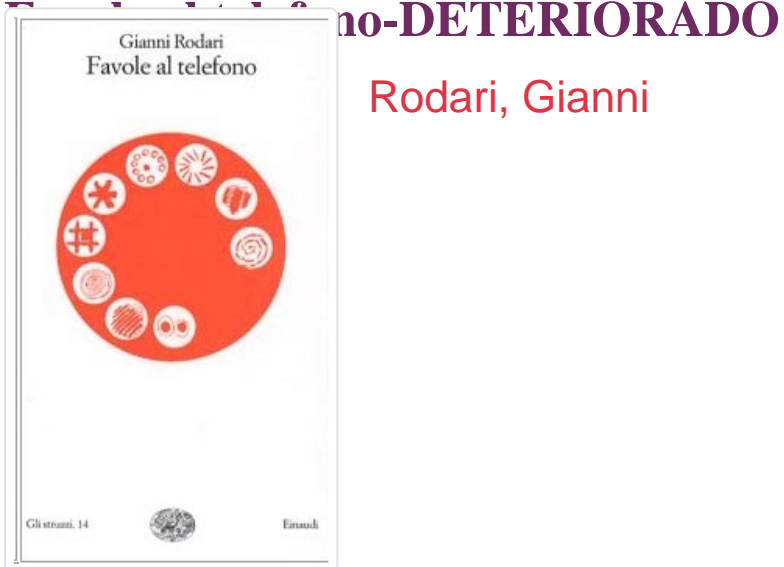 no-DETERIORADO
Rodari, Gianni
Gianni Rodari
Favole al telefono
Gli struzzi. 14
Einaudi